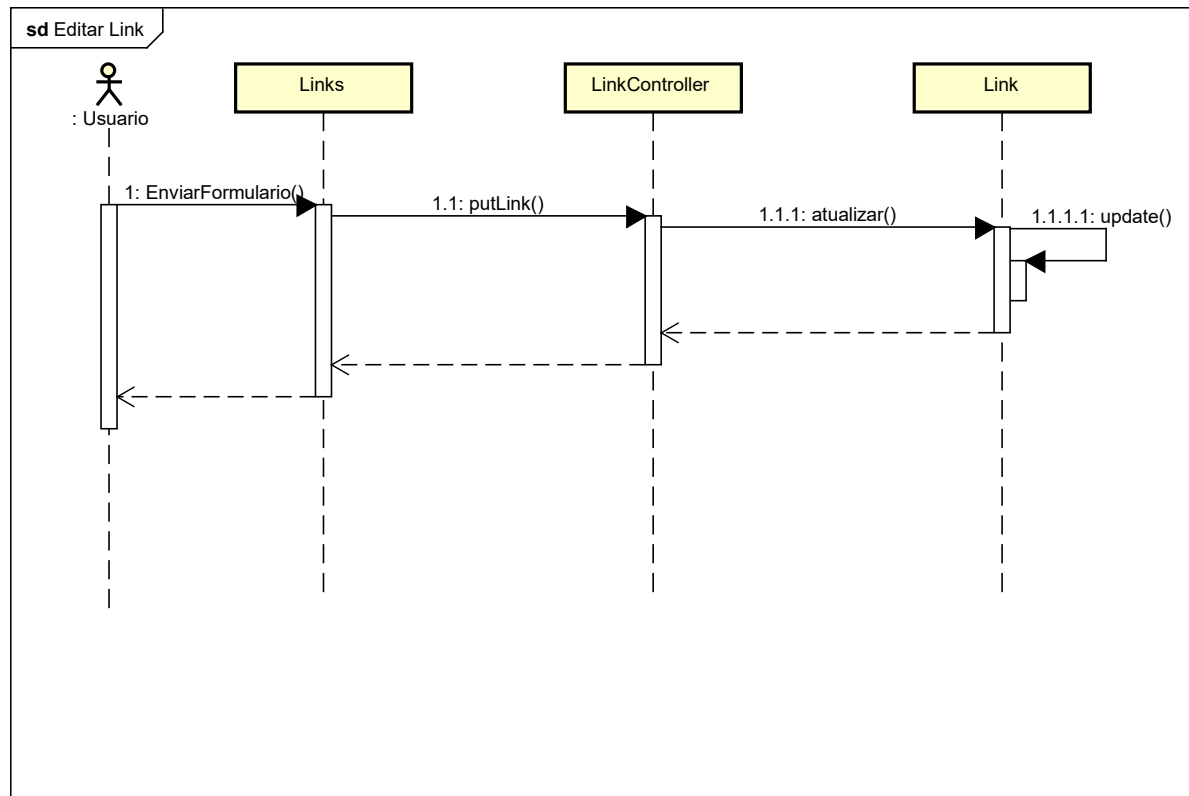 sd Editar Link
Links
LinkController
Link
: Usuario
1: EnviarFormulario()
1.1: putLink()
1.1.1: atualizar()
1.1.1.1: update()